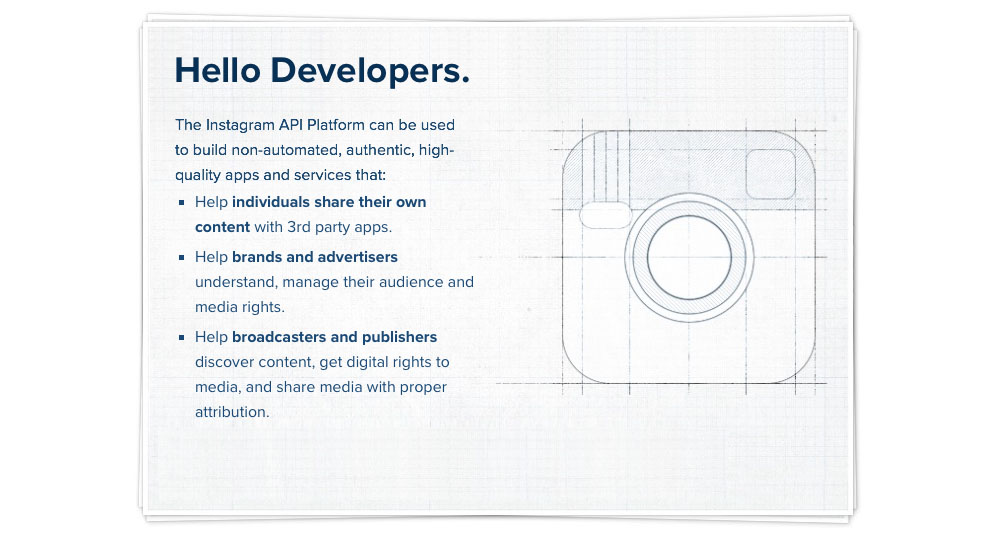 Hello Developers.
The Instagram API Platform can be used
to build non-automated, authentic, high-
quality apps and services that:
▪ Help individuals share their own
content with 3rd party apps.
▪ Help brands and advertisers
understand, manage their audience and
media rights.
▪ Help broadcasters and publishers
discover content, get digital rights to
media, and share media with proper
attribution.